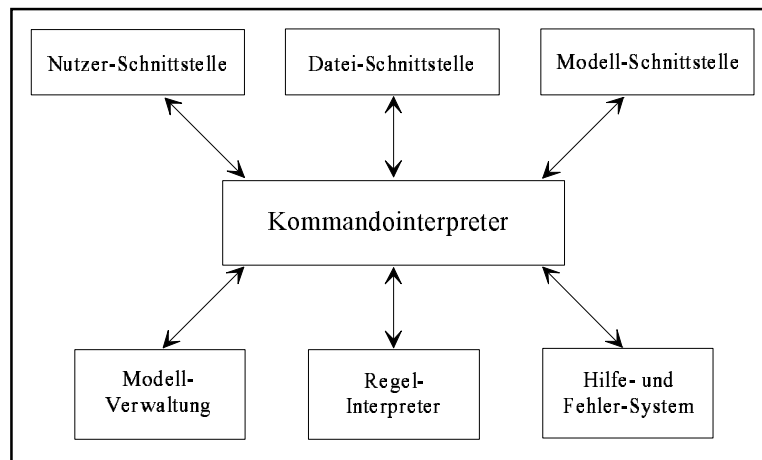 Nutzer-Schnittstelle
Datei-Schnittstelle
Modell-Schnittstelle
Kommandointerpreter
Modell-
Verwaltung
Regel-
Interpreter
Hilfe- und
Fehler-System